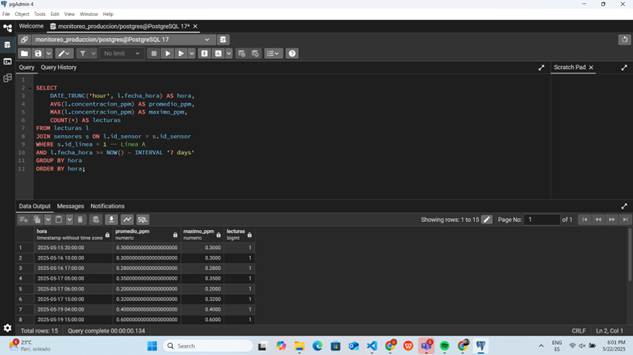 pgAdmin 4
File Object Tools Edit View Window Help
Welcome monitoreo_produccion/postgres@PostgreSQL 17* X
monitoreo_produccion/postgres@PostgreSQL 17
No limit
Query Query History
Scratch Pad X
1
2 SELECT
3 DATE_TRUNC('hour', l.fecha_hora) AS hora,
4 AVG(l.concentracion_ppm) AS promedio_ppm,
5 MAX(l.concentracion_ppm) AS maximo_ppm,
6 COUNT(*) AS lecturas
7 FROM lecturas l
8 JOIN sensores s ON l.id_sensor = s.id_sensor
9 WHERE s.id_linea = 1 -- Línea A
10 AND l.fecha_hora >= NOW() - INTERVAL '7 days'
11 GROUP BY hora
12 ORDER BY hora;
Data Output Messages Notifications
SQL
Showing rows: 1 to 15 Page No: 1 of 1
hora promedio_ppm maximo_ppm lecturas
timestamp without time zone numeric numeric bigint
1 2025-05-15 20:00:00 0.30000000000000000000 0.3000 1
2 2025-05-16 10:00:00 0.30000000000000000000 0.3000 1
3 2025-05-16 17:00:00 0.28000000000000000000 0.2800 1
4 2025-05-17 05:00:00 0.35000000000000000000 0.3500 1
5 2025-05-17 06:00:00 0.20000000000000000000 0.2000 1
6 2025-05-17 15:00:00 0.32000000000000000000 0.3200 1
7 2025-05-19 04:00:00 0.40000000000000000000 0.4000 1
8 2025-05-19 15:00:00 0.60000000000000000000 0.6000 1
Total rows: 15 Query complete 00:00:00.134 CRLF Ln 2, Col 1
23°C
Parc. soleado
Search
ENG
ES
6:01 PM
5/22/2025